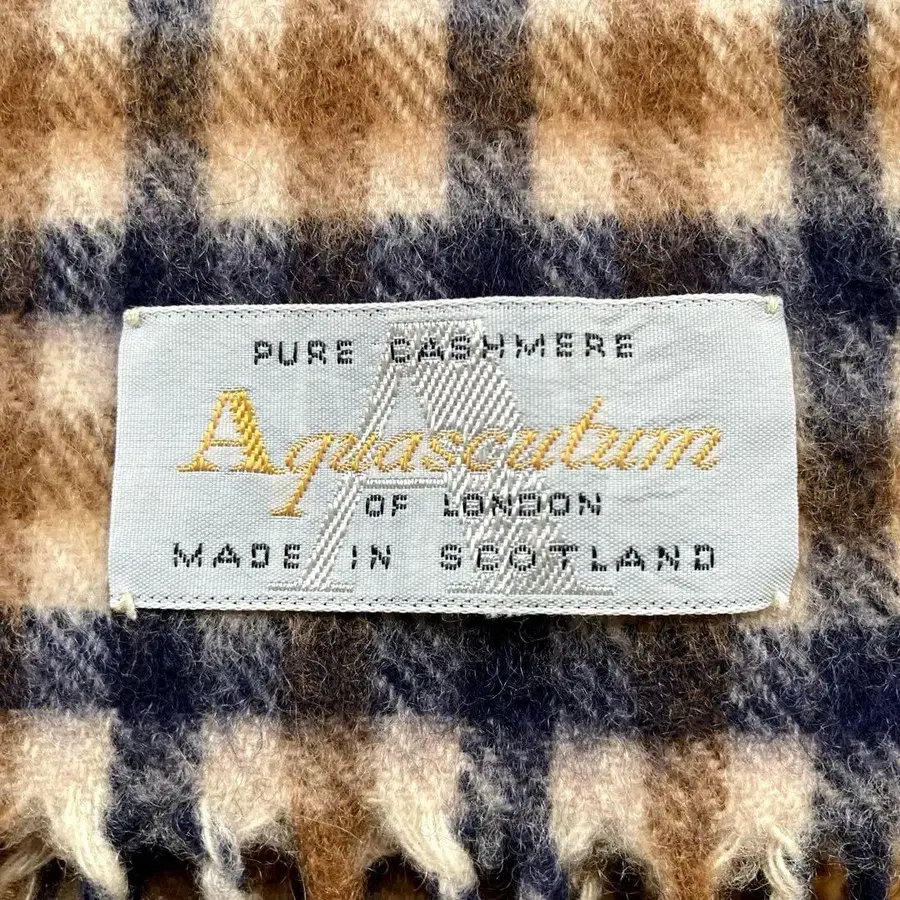 PURE CASHMERE
Aquascutum
OF LONDON
MADE IN SCOTLAND